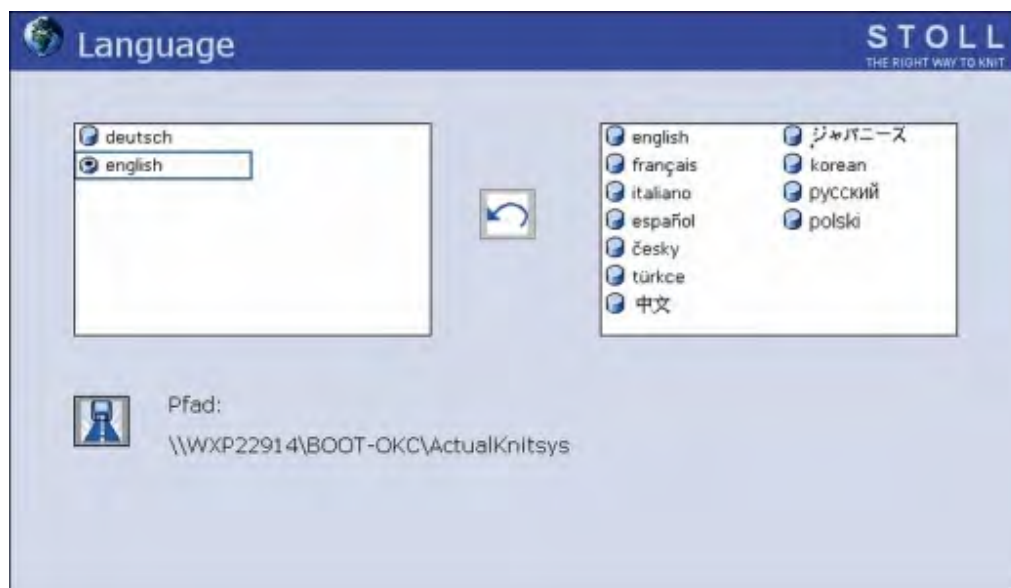 Language
STOLL
THE RIGHT WAY TO KNIT
deutsch
english
english
français
italiano
español
česky
türkce
中文
ジャパニーズ
korean
русский
polski
Pfad:
\\WXP22914\BOOT-OKC\ActualKnitsys